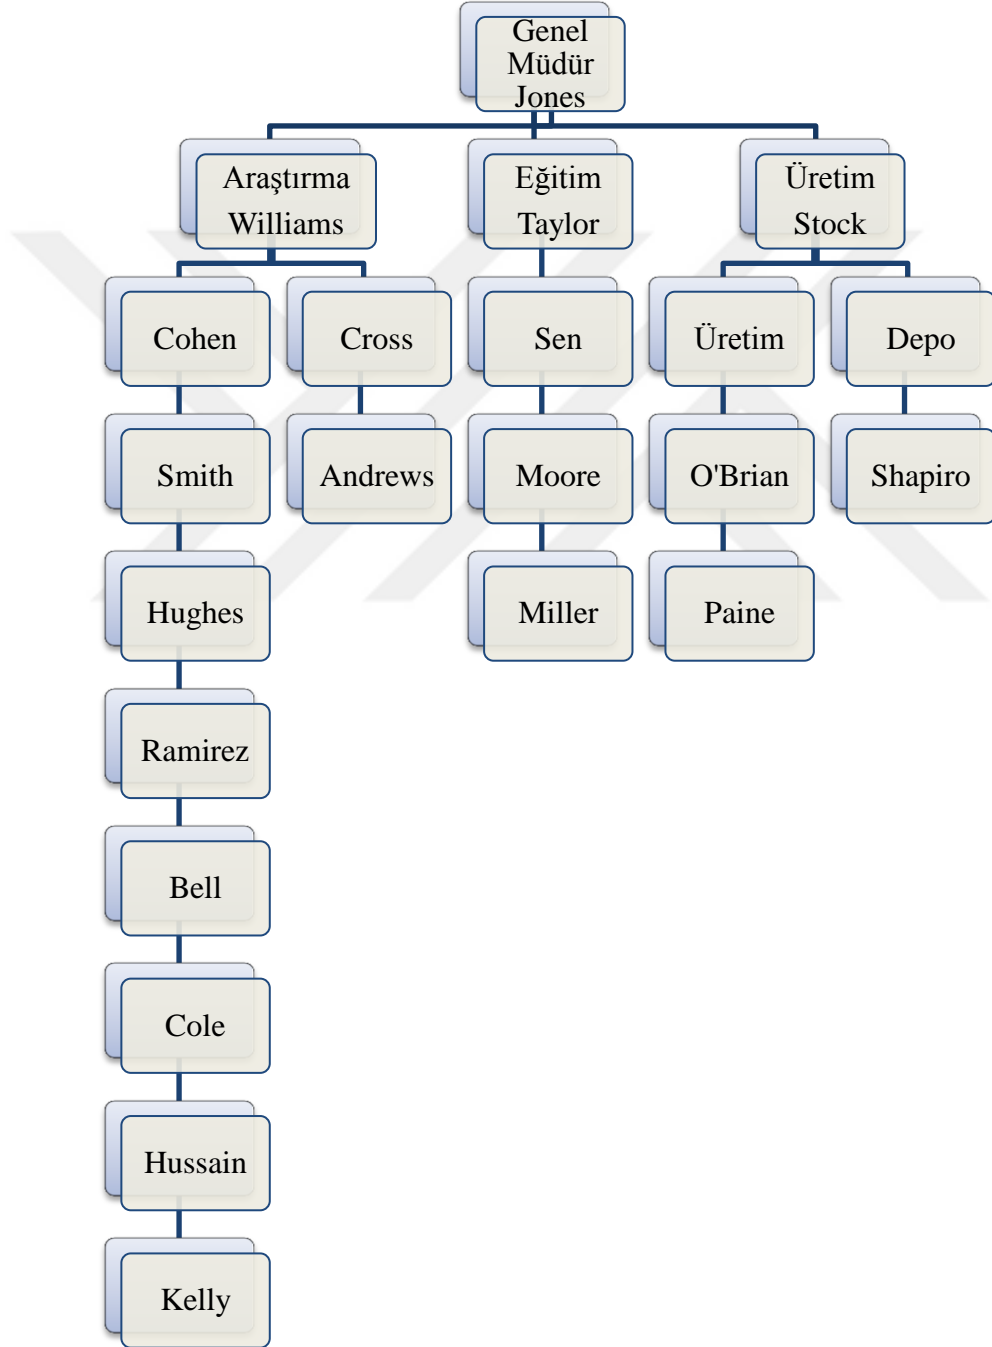 Genel
Müdür
Jones
Araştırma
Williams
Eğitim
Taylor
Üretim
Stock
Cohen
Cross
Sen
Üretim
Depo
Smith
Andrews
Moore
O'Brian
Shapiro
Hughes
Miller
Paine
Ramirez
Bell
Cole
Hussain
Kelly